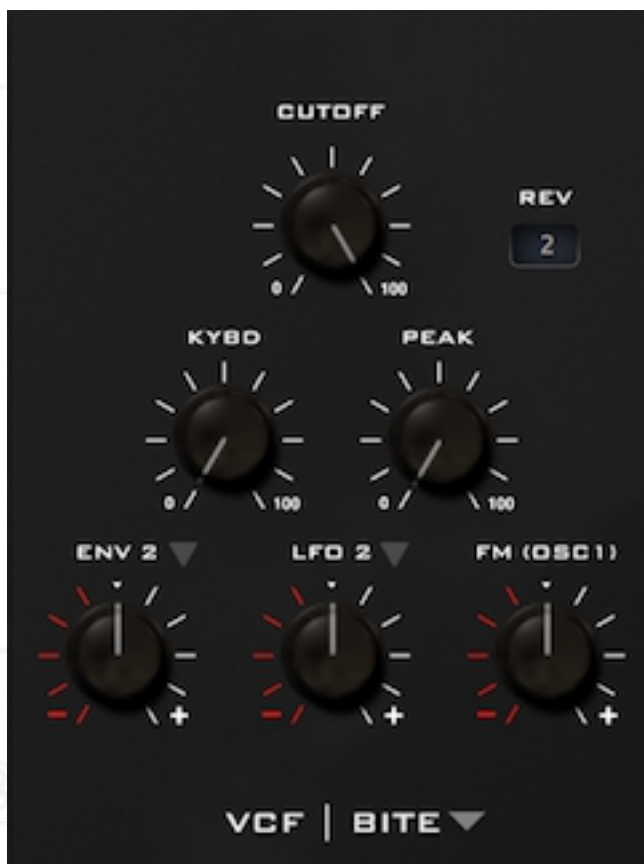 CUTOFF
REV
2
0 100
KYBD PEAK
0 100 0 100
ENV 2 LFO 2 FM (OSC1)
- + - + - +
VCF | BITE